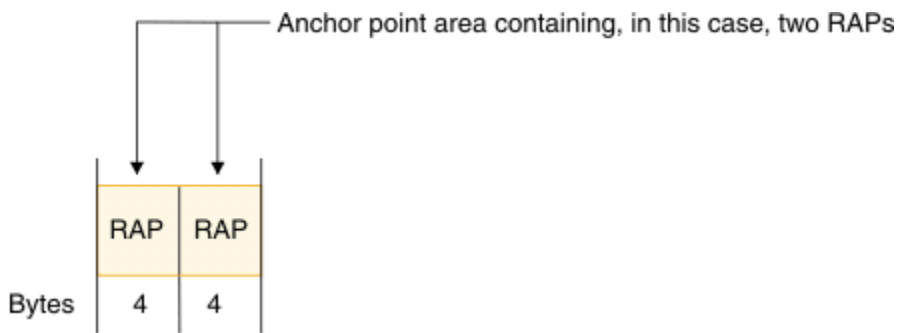 Anchor point area containing, in this case, two RAPs
RAP RAP
Bytes 4 4